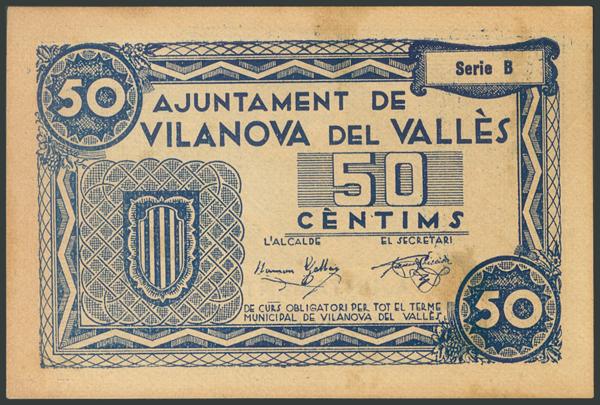 50
Serie B
AJUNTAMENT DE
VILANOVA DEL VALLÈS
50
CÈNTIMS
L'ALCALDE EL SECRETARI
DE CURS OBLIGATORI PER TOT EL TERME
MUNICIPAL DE VILANOVA DEL VALLÈS
50